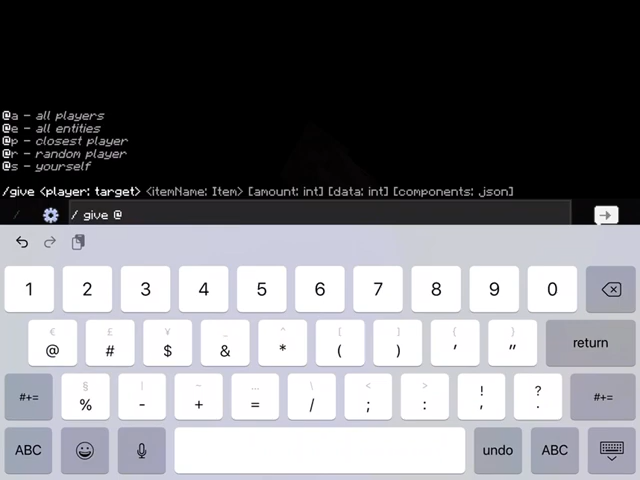 @a - all players
@e - all entities
@p - closest player
@r - random player
@s - yourself
/give <player: target> <itemName: Item> [amount: int] [data: int] [components: json]
/ / give @
1 2 3 4 5 6 7 8 9 0
€ £ ¥ _ ^ [ ] { }
@ # $ & * ( ) ' " return
§ | ~ … \ < >
#+= % - + = / ; : ! , ? . #+=
ABC undo ABC